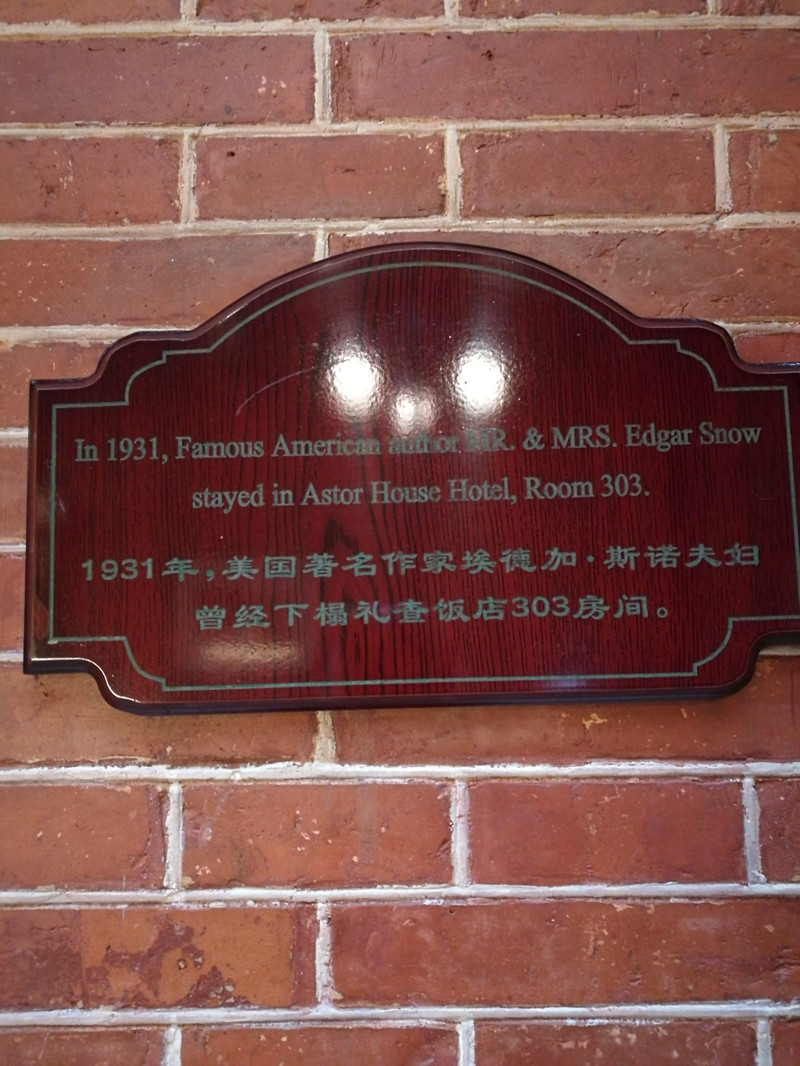 In 1931, Famous American author MR. & MRS. Edgar Snow
stayed in Astor House Hotel, Room 303.
1931年,美国著名作家埃德加·斯诺夫妇
曾经下榻礼查饭店303房间。